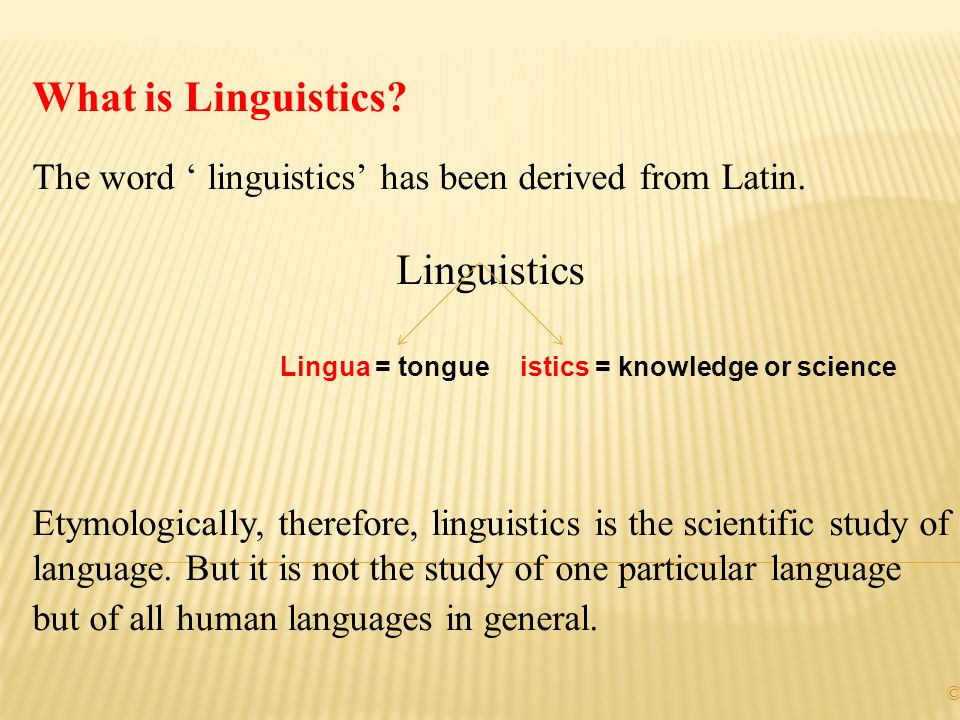 What is Linguistics?
The word ‘ linguistics’ has been derived from Latin.
Linguistics
Lingua = tongue istics = knowledge or science
Etymologically, therefore, linguistics is the scientific study of
language. But it is not the study of one particular language
but of all human languages in general.
©